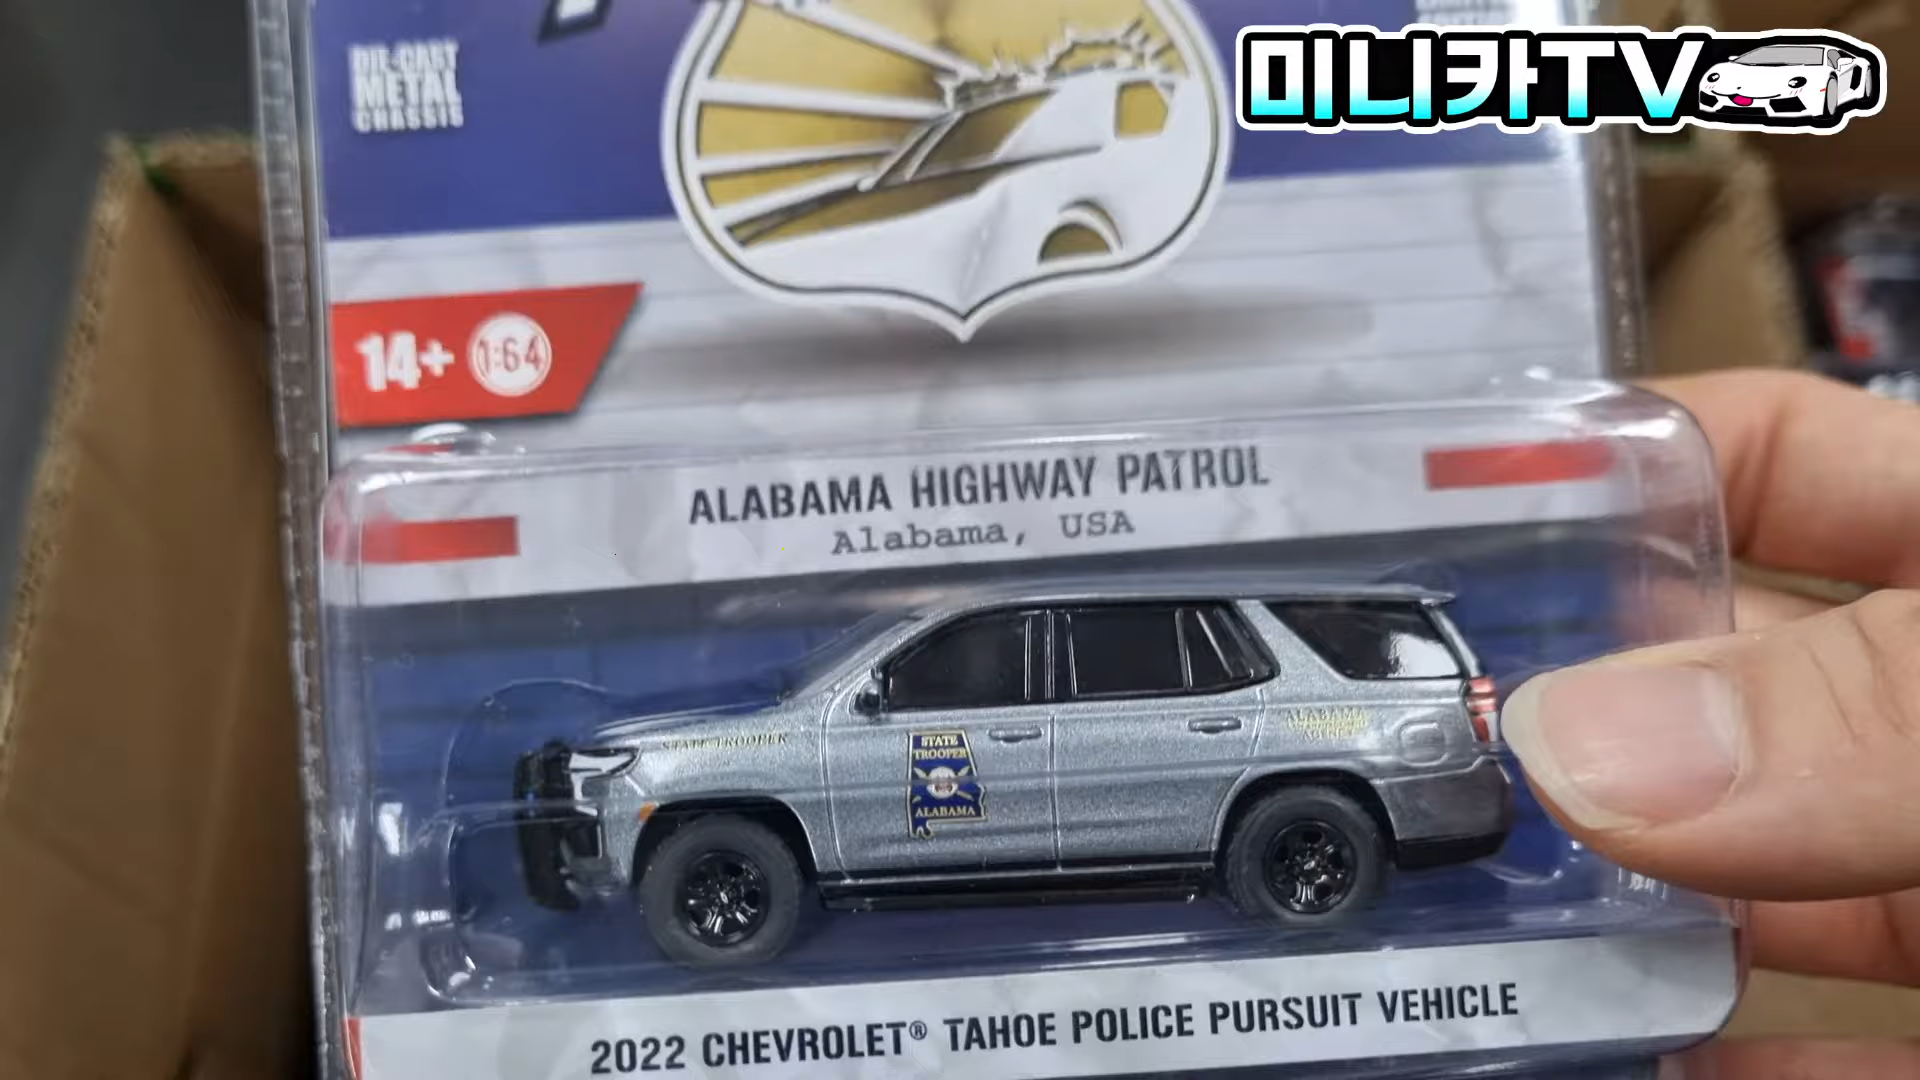 미니카TV
DIE-CAST
METAL
CHASSIS
14+ 1:64
ALABAMA HIGHWAY PATROL
Alabama, USA
STATE TROOPER
STATE
TROOPER
ALABAMA
ALABAMA
2022 CHEVROLET® TAHOE POLICE PURSUIT VEHICLE